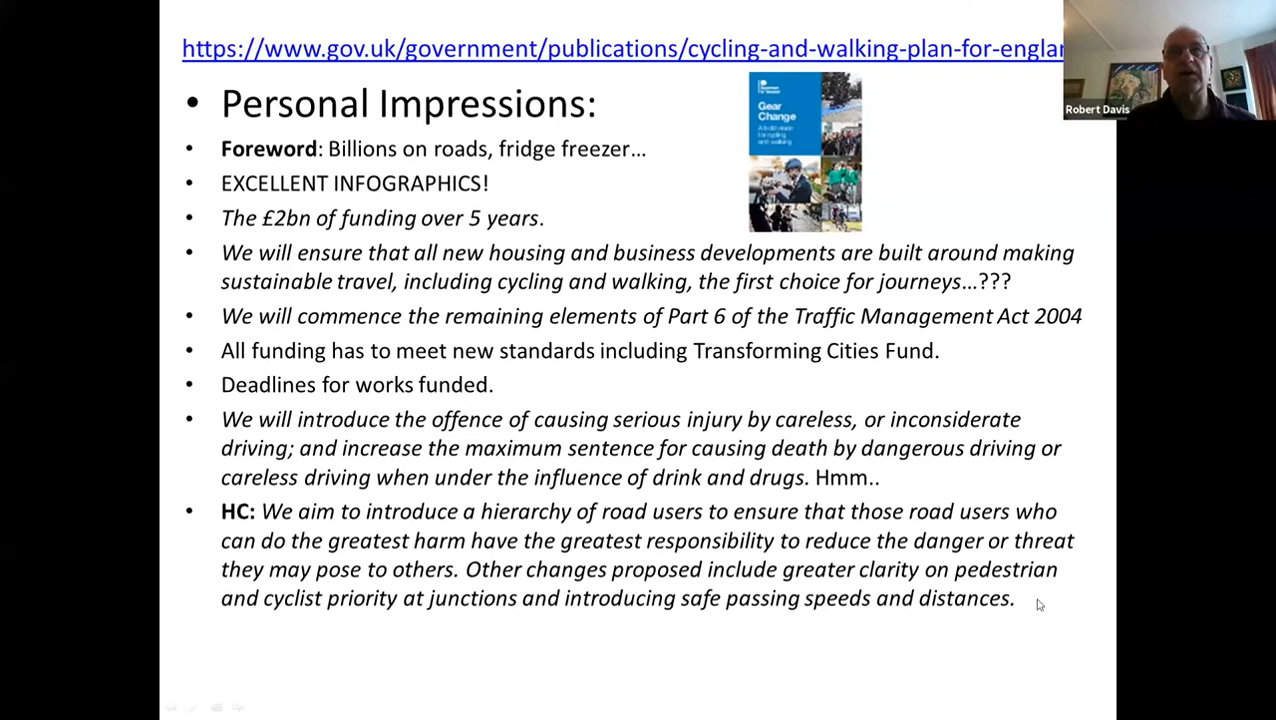 https://www.gov.uk/government/publications/cycling-and-walking-plan-for-englan
Robert Davis
• Personal Impressions:
Gear
Change
A bold vision
for cycling
and walking
• Foreword: Billions on roads, fridge freezer…
• EXCELLENT INFOGRAPHICS!
• The £2bn of funding over 5 years.
• We will ensure that all new housing and business developments are built around making
sustainable travel, including cycling and walking, the first choice for journeys…???
• We will commence the remaining elements of Part 6 of the Traffic Management Act 2004
• All funding has to meet new standards including Transforming Cities Fund.
• Deadlines for works funded.
• We will introduce the offence of causing serious injury by careless, or inconsiderate
driving; and increase the maximum sentence for causing death by dangerous driving or
careless driving when under the influence of drink and drugs. Hmm..
• HC: We aim to introduce a hierarchy of road users to ensure that those road users who
can do the greatest harm have the greatest responsibility to reduce the danger or threat
they may pose to others. Other changes proposed include greater clarity on pedestrian
and cyclist priority at junctions and introducing safe passing speeds and distances.